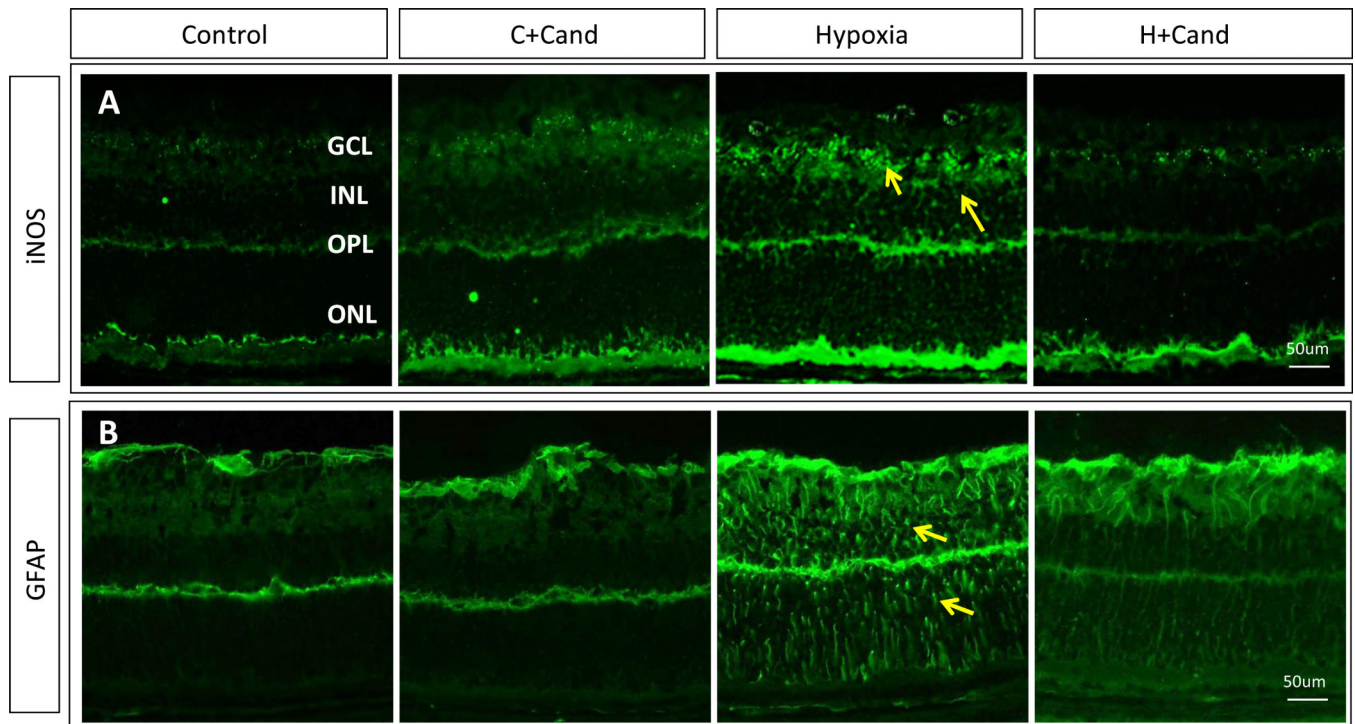 Control
C+Cand
Hypoxia
H+Cand
iNOS
A
GCL
INL
OPL
ONL
50um
GFAP
B
50um